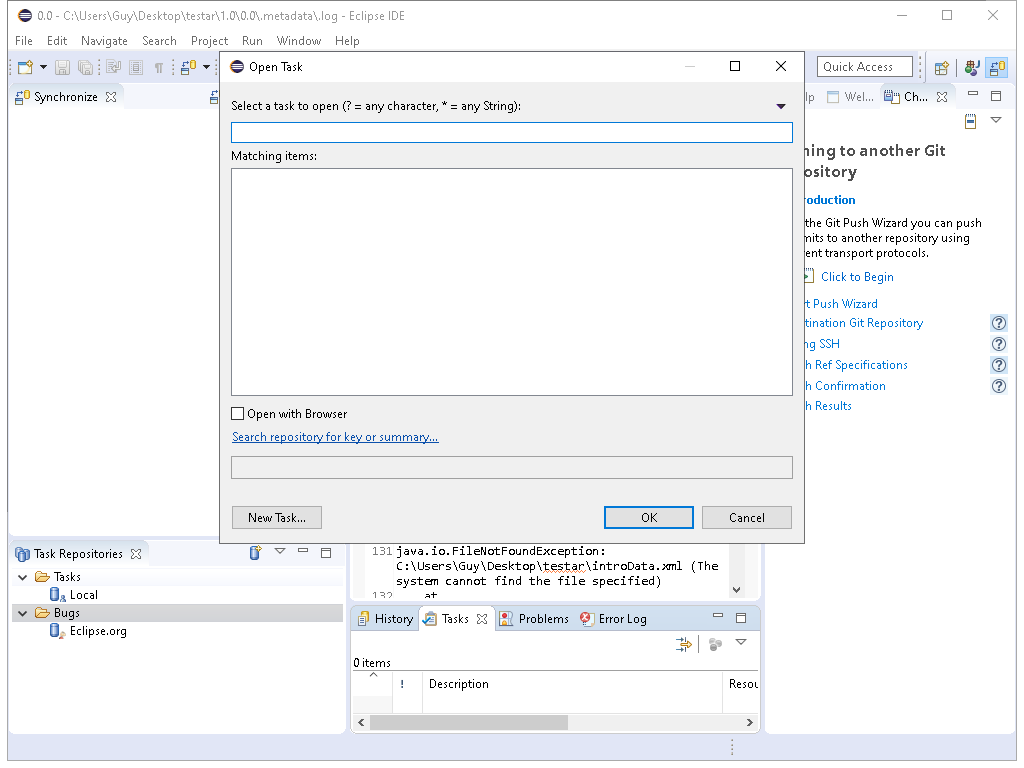 0.0 - C:\Users\Guy\Desktop\testar\1.0\0.0\.metadata\.log - Eclipse IDE
File Edit Navigate Search Project Run Window Help
Quick Access
Open Task
Select a task to open (? = any character, * = any String):
Matching items:
Open with Browser
Search repository for key or summary...
New Task...
OK
Cancel
Synchronize
lp
Wel...
Ch...
hing to another Git
ository
roduction
the Git Push Wizard you can push
mits to another repository using
ent transport protocols.
Click to Begin
t Push Wizard
tination Git Repository
ng SSH
h Ref Specifications
h Confirmation
h Results
Task Repositories
Tasks
Local
Bugs
Eclipse.org
131 java.io.FileNotFoundException:
C:\Users\Guy\Desktop\testar\introData.xml (The
system cannot find the file specified)
132 at
History
Tasks
Problems
Error Log
0 items
! Description Resou